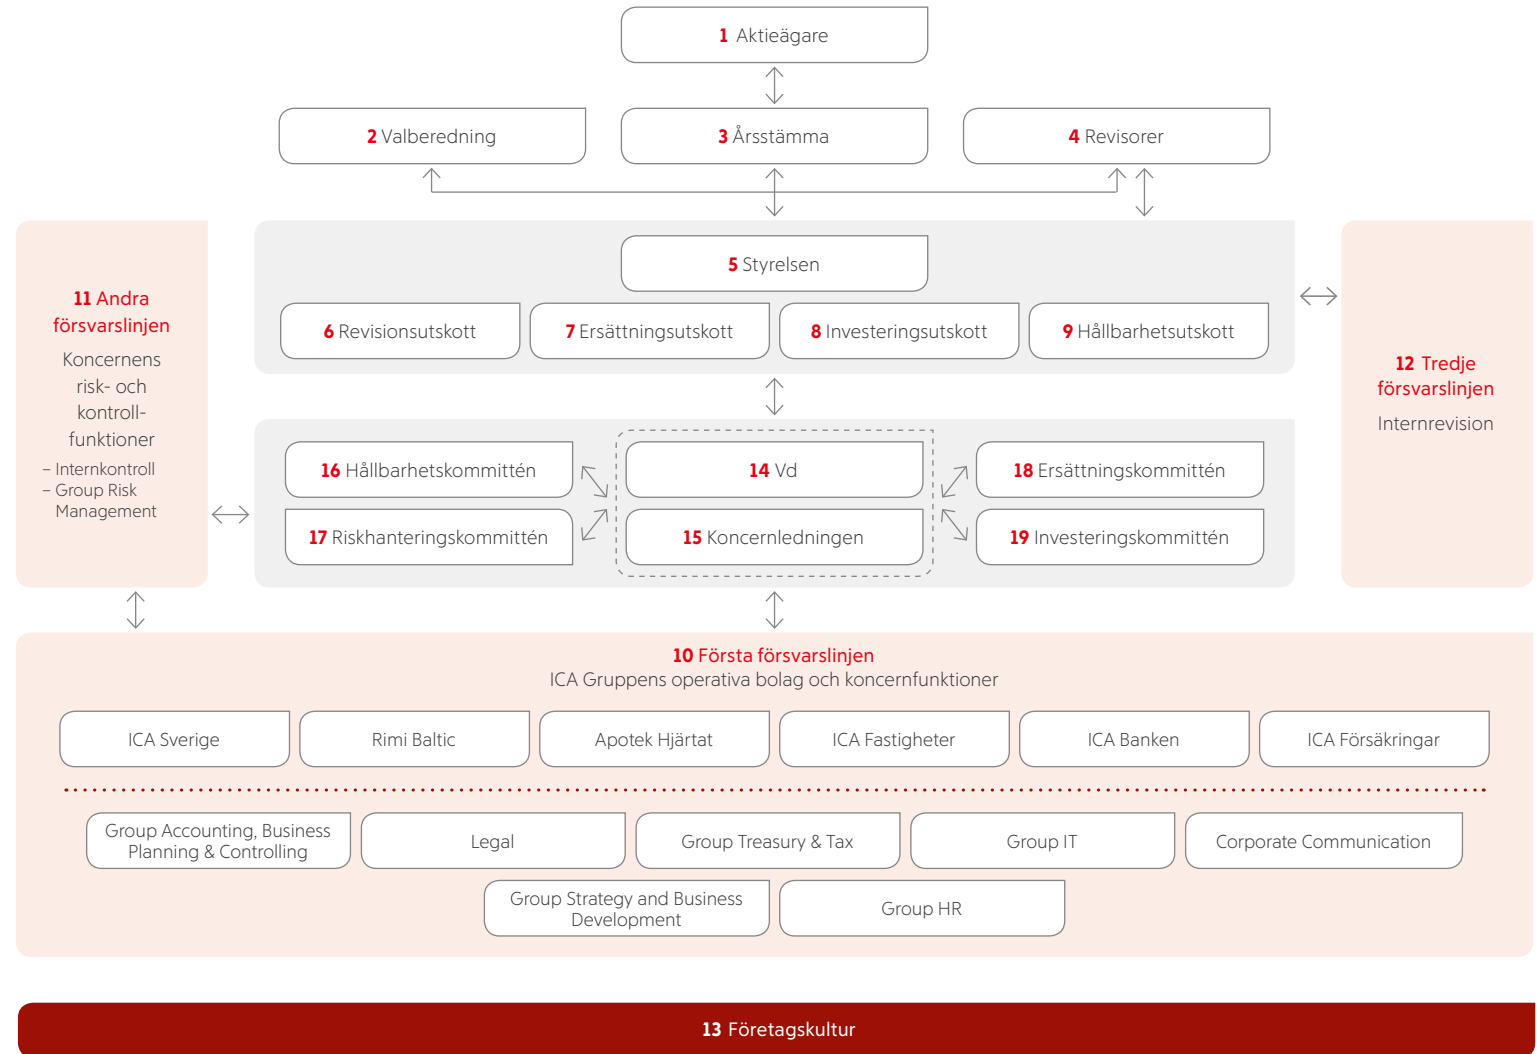 1 Aktieägare
2 Valberedning
3 Årsstämma
4 Revisorer
5 Styrelsen
6 Revisionsutskott
7 Ersättningsutskott
8 Investeringsutskott
9 Hållbarhetsutskott
11 Andra
försvarslinjen
Koncernens
risk- och
kontroll-
funktioner
– Internkontroll
– Group Risk
Management
12 Tredje
försvarslinjen
Internrevision
16 Hållbarhetskommittén
14 Vd
18 Ersättningskommittén
17 Riskhanteringskommittén
15 Koncernledningen
19 Investeringskommittén
10 Första försvarslinjen
ICA Gruppens operativa bolag och koncernfunktioner
ICA Sverige
Rimi Baltic
Apotek Hjärtat
ICA Fastigheter
ICA Banken
ICA Försäkringar
Group Accounting, Business
Planning & Controlling
Legal
Group Treasury & Tax
Group IT
Corporate Communication
Group Strategy and Business
Development
Group HR
13 Företagskultur